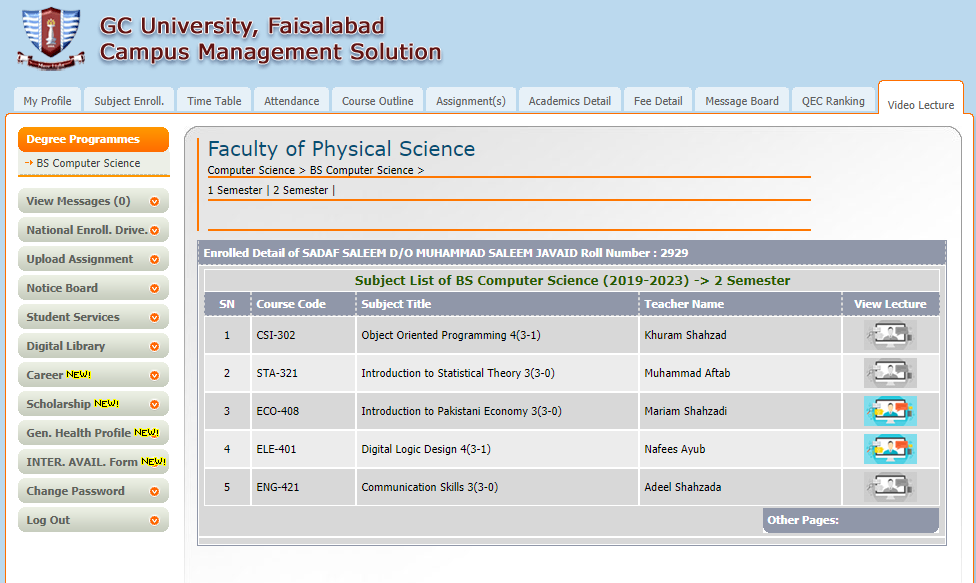 GC University, Faisalabad
Campus Management Solution
My Profile Subject Enroll. Time Table Attendance Course Outline Assignment(s) Academics Detail Fee Detail Message Board QEC Ranking Video Lecture
Degree Programmes
BS Computer Science
View Messages (0)
National Enroll. Drive.
Upload Assignment
Notice Board
Student Services
Digital Library
Career NEW!
Scholarship NEW!
Gen. Health Profile NEW!
INTER. AVAIL. Form NEW!
Change Password
Log Out
Faculty of Physical Science
Computer Science > BS Computer Science >
1 Semester | 2 Semester |
Enrolled Detail of SADAF SALEEM D/O MUHAMMAD SALEEM JAVAID Roll Number : 2929
Subject List of BS Computer Science (2019-2023) -> 2 Semester
SN Course Code Subject Title Teacher Name View Lecture
1 CSI-302 Object Oriented Programming 4(3-1) Khuram Shahzad
2 STA-321 Introduction to Statistical Theory 3(3-0) Muhammad Aftab
3 ECO-408 Introduction to Pakistani Economy 3(3-0) Mariam Shahzadi
4 ELE-401 Digital Logic Design 4(3-1) Nafees Ayub
5 ENG-421 Communication Skills 3(3-0) Adeel Shahzada
Other Pages: